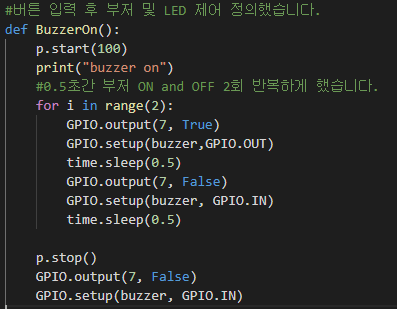 #버튼 입력 후 부저 및 LED 제어 정의했습니다.
def BuzzerOn():
    p.start(100)
    print("buzzer on")
    #0.5초간 부저 ON and OFF 2회 반복하게 했습니다.
    for i in range(2):
        GPIO.output(7, True)
        GPIO.setup(buzzer,GPIO.OUT)
        time.sleep(0.5)
        GPIO.output(7, False)
        GPIO.setup(buzzer, GPIO.IN)
        time.sleep(0.5)

    p.stop()
    GPIO.output(7, False)
    GPIO.setup(buzzer, GPIO.IN)